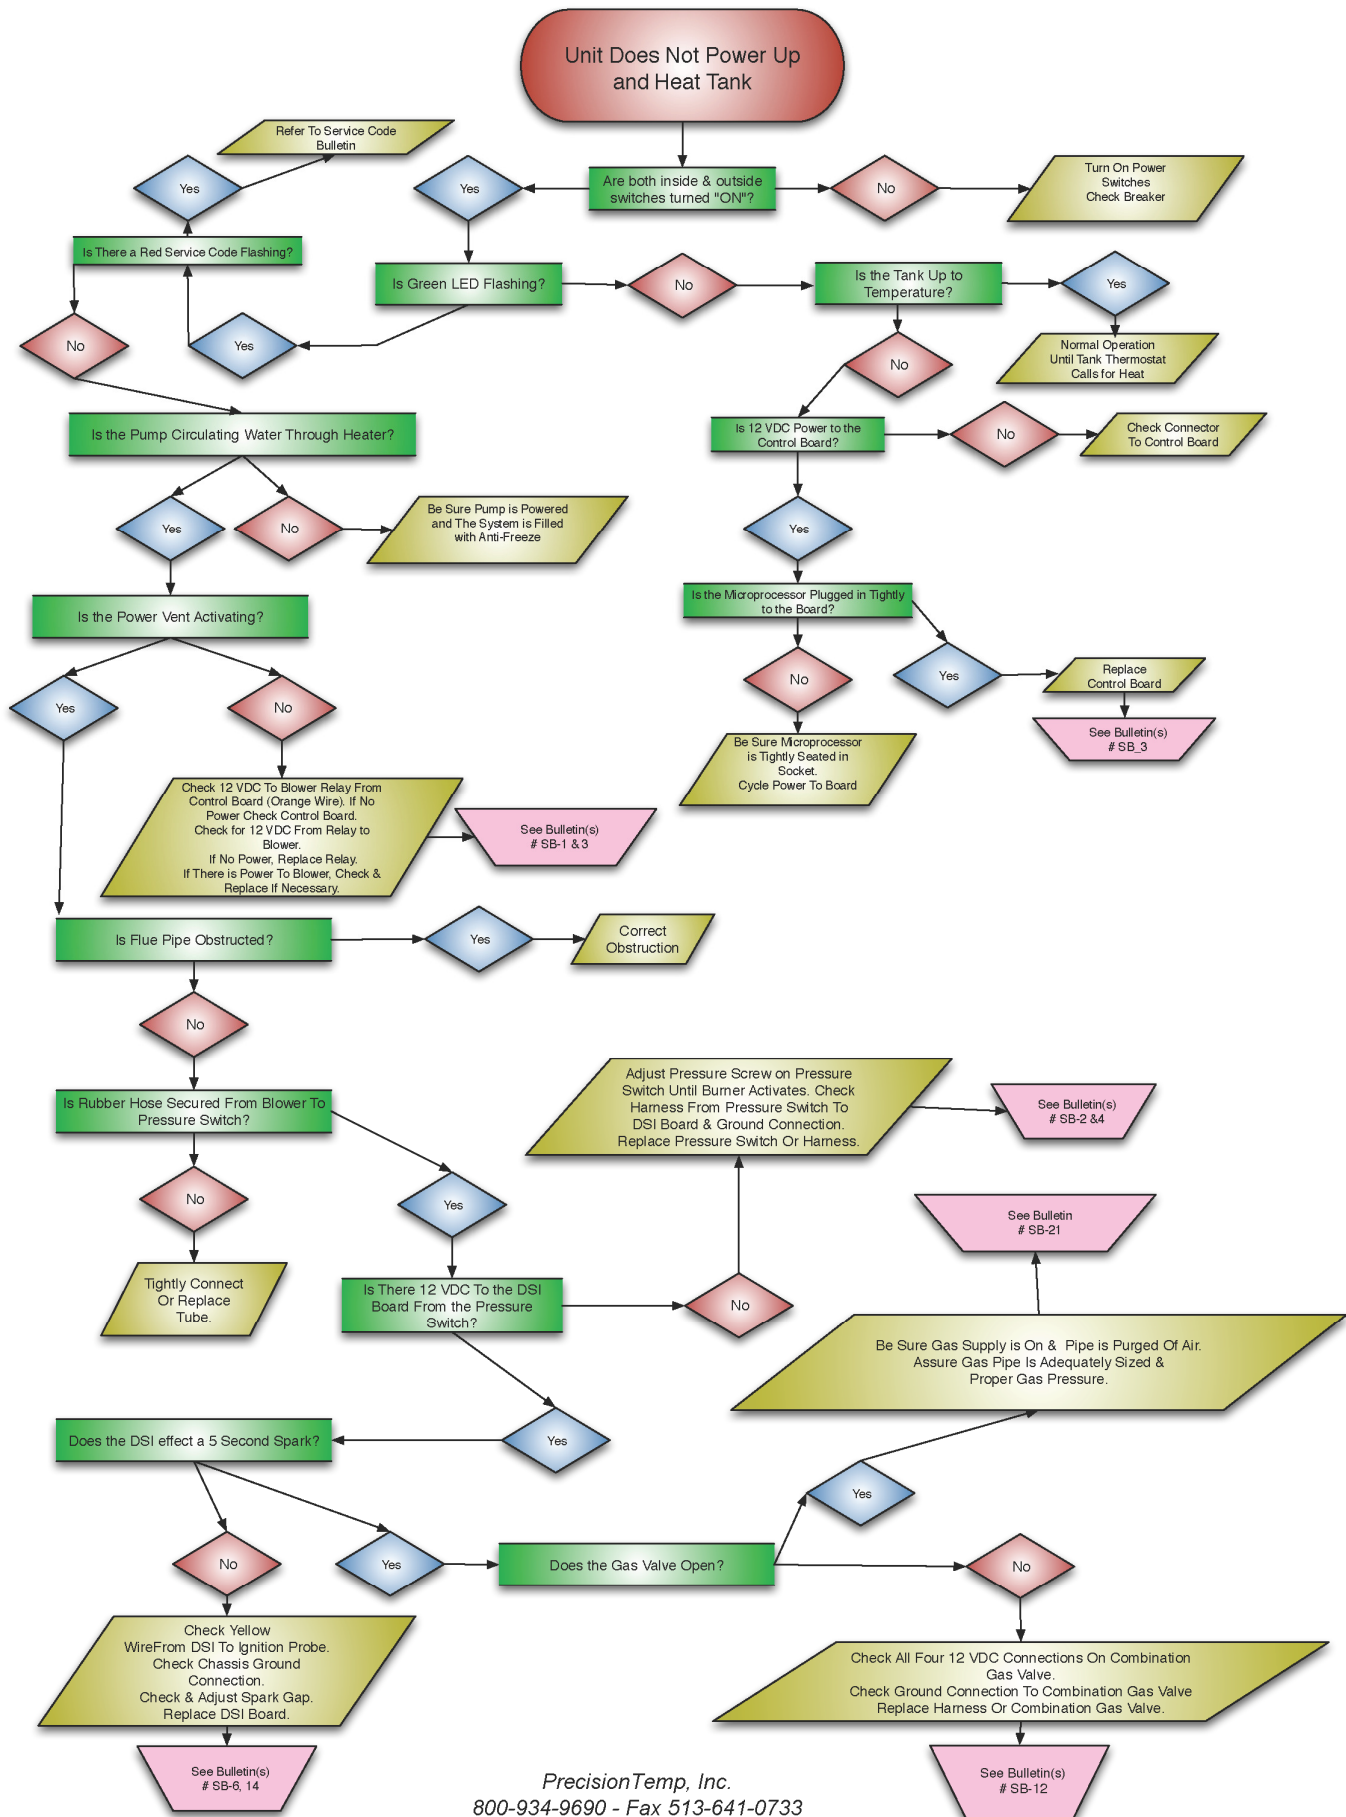 Unit Does Not Power Up
and Heat Tank
Refer To Service Code
Bulletin
Yes
Yes
Are both inside & outside
switches turned "ON"?
No
Turn On Power
Switches
Check Breaker
Is There a Red Service Code Flashing?
Is Green LED Flashing?
No
Is the Tank Up to
Temperature?
Yes
No
Yes
Normal Operation
Until Tank Thermostat
Calls for Heat
No
Is the Pump Circulating Water Through Heater?
Is 12 VDC Power to the
Control Board?
No
Check Connector
To Control Board
Yes
No
Be Sure Pump is Powered
and The System is Filled
with Anti-Freeze
Yes
Is the Power Vent Activating?
Is the Microprocessor Plugged in Tightly
to the Board?
Yes
No
No
Yes
Replace
Control Board
See Bulletin(s)
# SB_3
Be Sure Microprocessor
is Tightly Seated in
Socket.
Cycle Power To Board
Check 12 VDC To Blower Relay From
Control Board (Orange Wire). If No
Power Check Control Board.
Check for 12 VDC From Relay to
Blower.
If No Power, Replace Relay.
If There is Power To Blower, Check &
Replace If Necessary.
See Bulletin(s)
# SB-1 & 3
Is Flue Pipe Obstructed?
Yes
Correct
Obstruction
No
Is Rubber Hose Secured From Blower To
Pressure Switch?
Adjust Pressure Screw on Pressure
Switch Until Burner Activates. Check
Harness From Pressure Switch To
DSI Board & Ground Connection.
Replace Pressure Switch Or Harness.
See Bulletin(s)
# SB-2 &4
No
Yes
See Bulletin
# SB-21
Tightly Connect
Or Replace
Tube.
Is There 12 VDC To the DSI
Board From the Pressure
Switch?
No
Be Sure Gas Supply is On & Pipe is Purged Of Air.
Assure Gas Pipe Is Adequately Sized &
Proper Gas Pressure.
Does the DSI effect a 5 Second Spark?
Yes
Yes
No
Yes
Does the Gas Valve Open?
No
Check Yellow
WireFrom DSI To Ignition Probe.
Check Chassis Ground
Connection.
Check & Adjust Spark Gap.
Replace DSI Board.
Check All Four 12 VDC Connections On Combination
Gas Valve.
Check Ground Connection To Combination Gas Valve
Replace Harness Or Combination Gas Valve.
See Bulletin(s)
# SB-6, 14
See Bulletin(s)
# SB-12
PrecisionTemp, Inc.
800-934-9690 - Fax 513-641-0733